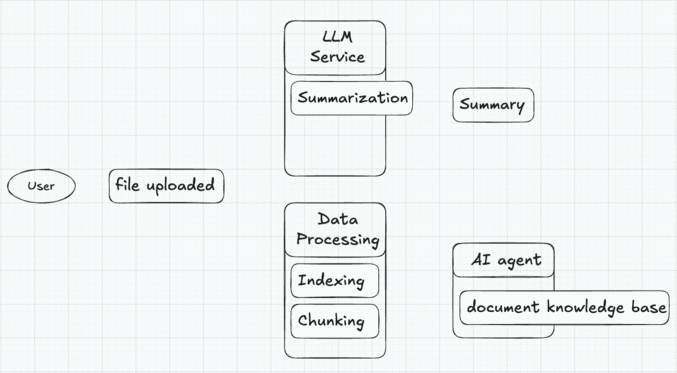 LLM
Service
Summarization
Summary
User
file uploaded
Data
Processing
Indexing
Chunking
AI agent
document knowledge base